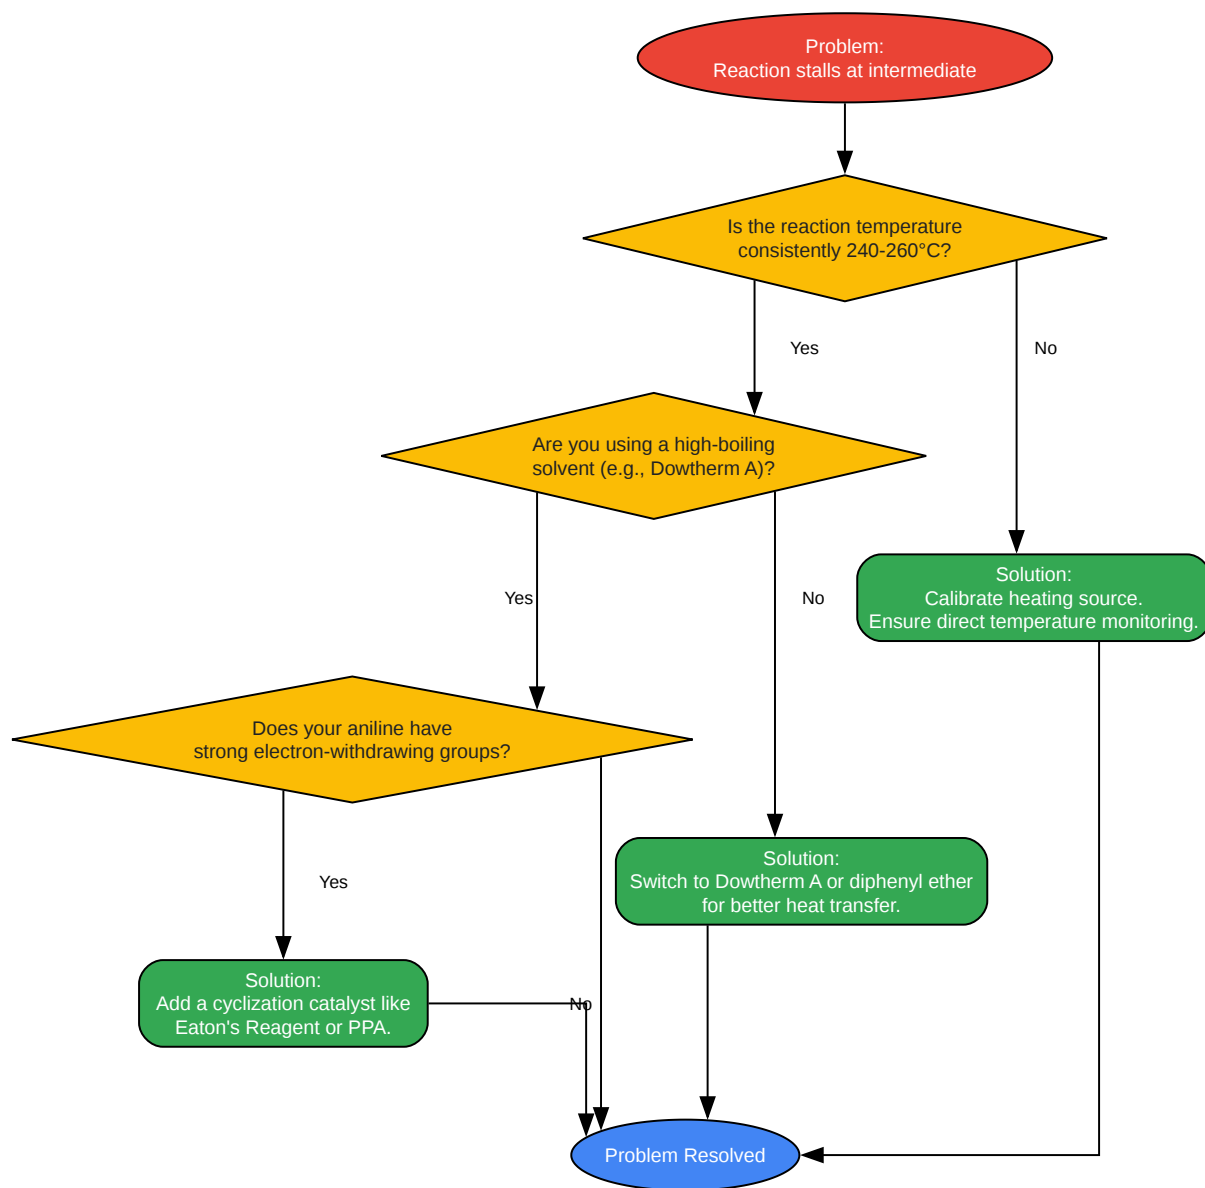 Problem:
Reaction stalls at intermediate
Is the reaction temperature
consistently 240-260°C?
Yes
No
Are you using a high-boiling
solvent (e.g., Dowtherm A)?
Solution:
Calibrate heating source.
Ensure direct temperature monitoring.
Yes
No
Does your aniline have
strong electron-withdrawing groups?
Solution:
Switch to Dowtherm A or diphenyl ether
for better heat transfer.
Yes
Solution:
Add a cyclization catalyst like
Eaton's Reagent or PPA.
No
Problem Resolved